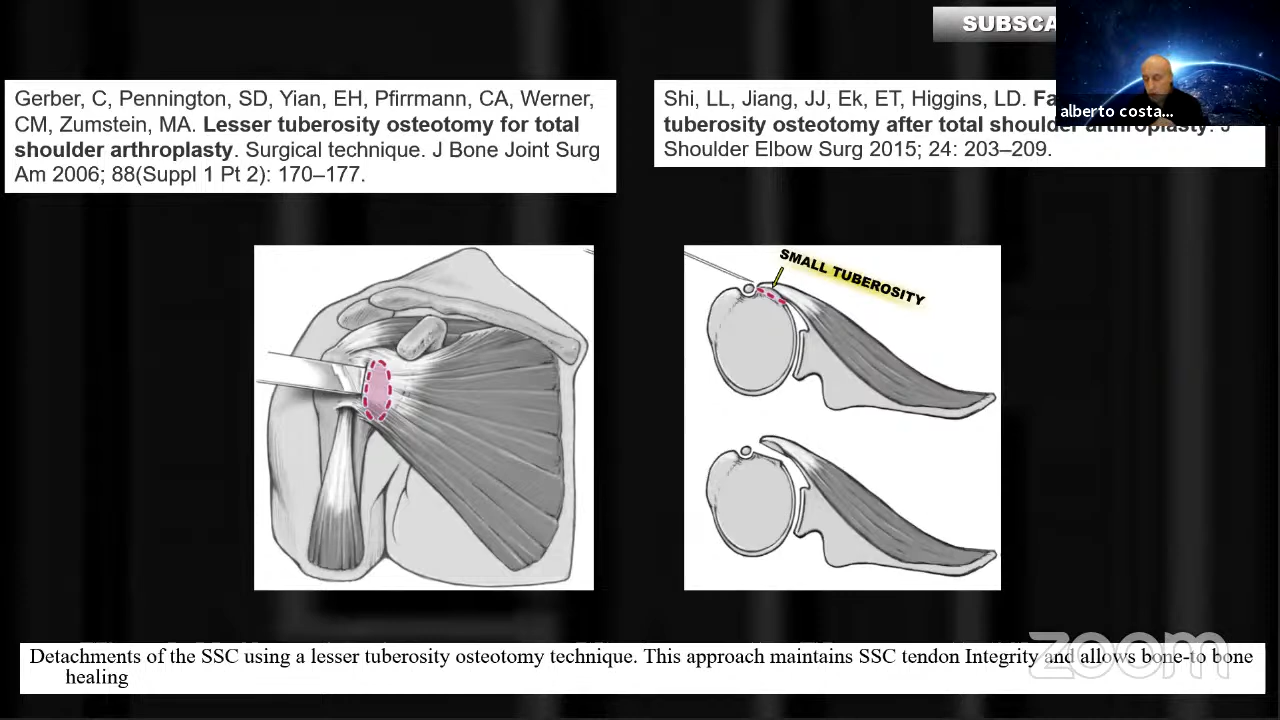 SUBSCA
alberto costa...
Gerber, C, Pennington, SD, Yian, EH, Pfirrmann, CA, Werner,
CM, Zumstein, MA. Lesser tuberosity osteotomy for total
shoulder arthroplasty. Surgical technique. J Bone Joint Surg
Am 2006; 88(Suppl 1 Pt 2): 170–177.
Shi, LL, Jiang, JJ, Ek, ET, Higgins, LD. Fa
tuberosity osteotomy after total shoulder arthroplasty. J
Shoulder Elbow Surg 2015; 24: 203–209.
SMALL TUBEROSITY
Detachments of the SSC using a lesser tuberosity osteotomy technique. This approach maintains SSC tendon Integrity and allows bone-to bone
healing
zoom